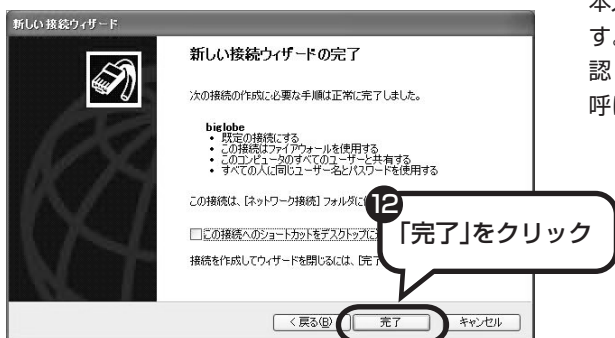 新しい接続ウィザード
新しい接続ウィザードの完了
次の接続の作成に必要な手順は正常に完了しました。
biglobe
• 既定の接続にする
• この接続はファイアウォールを使用する
• このコンピュータのすべてのユーザーと共有する
• すべての人に同じユーザー名とパスワードを使用する
この接続は、[ネットワーク接続] フォルダに
□この接続へのショートカットをデスクトップに
接続を作成してウィザードを閉じるには、[完了
⓬
「完了」をクリック
< 戻る(B)
完了
キャンセル
す。
認